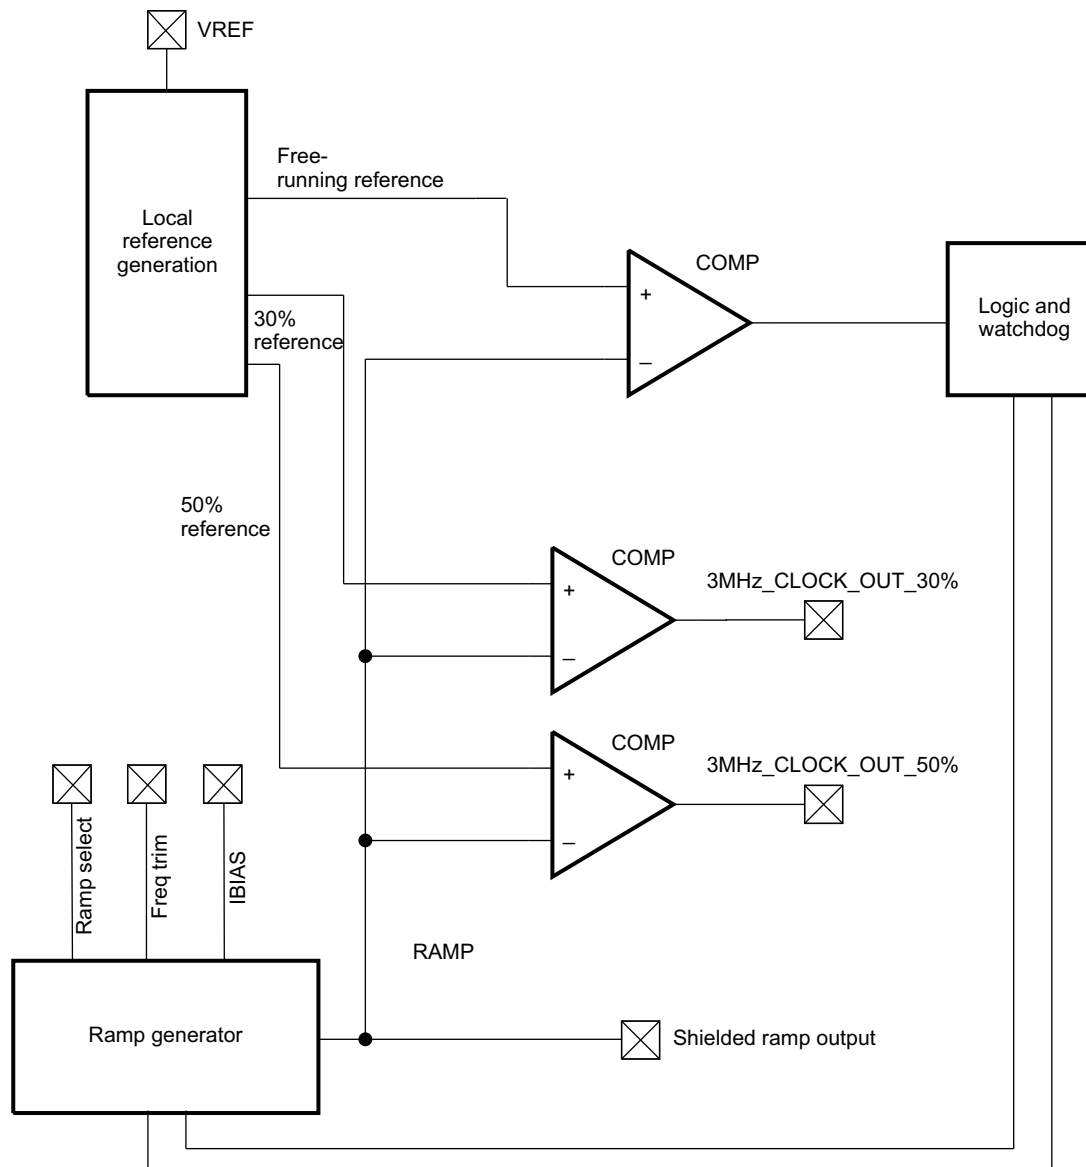 VREF
Free-
running reference
Local
reference
generation
COMP
+
–
Logic and
watchdog
30%
reference
50%
reference
COMP
+
–
3MHz_CLOCK_OUT_30%
COMP
+
–
3MHz_CLOCK_OUT_50%
Ramp select
Freq trim
IBIAS
RAMP
Ramp generator
Shielded ramp output